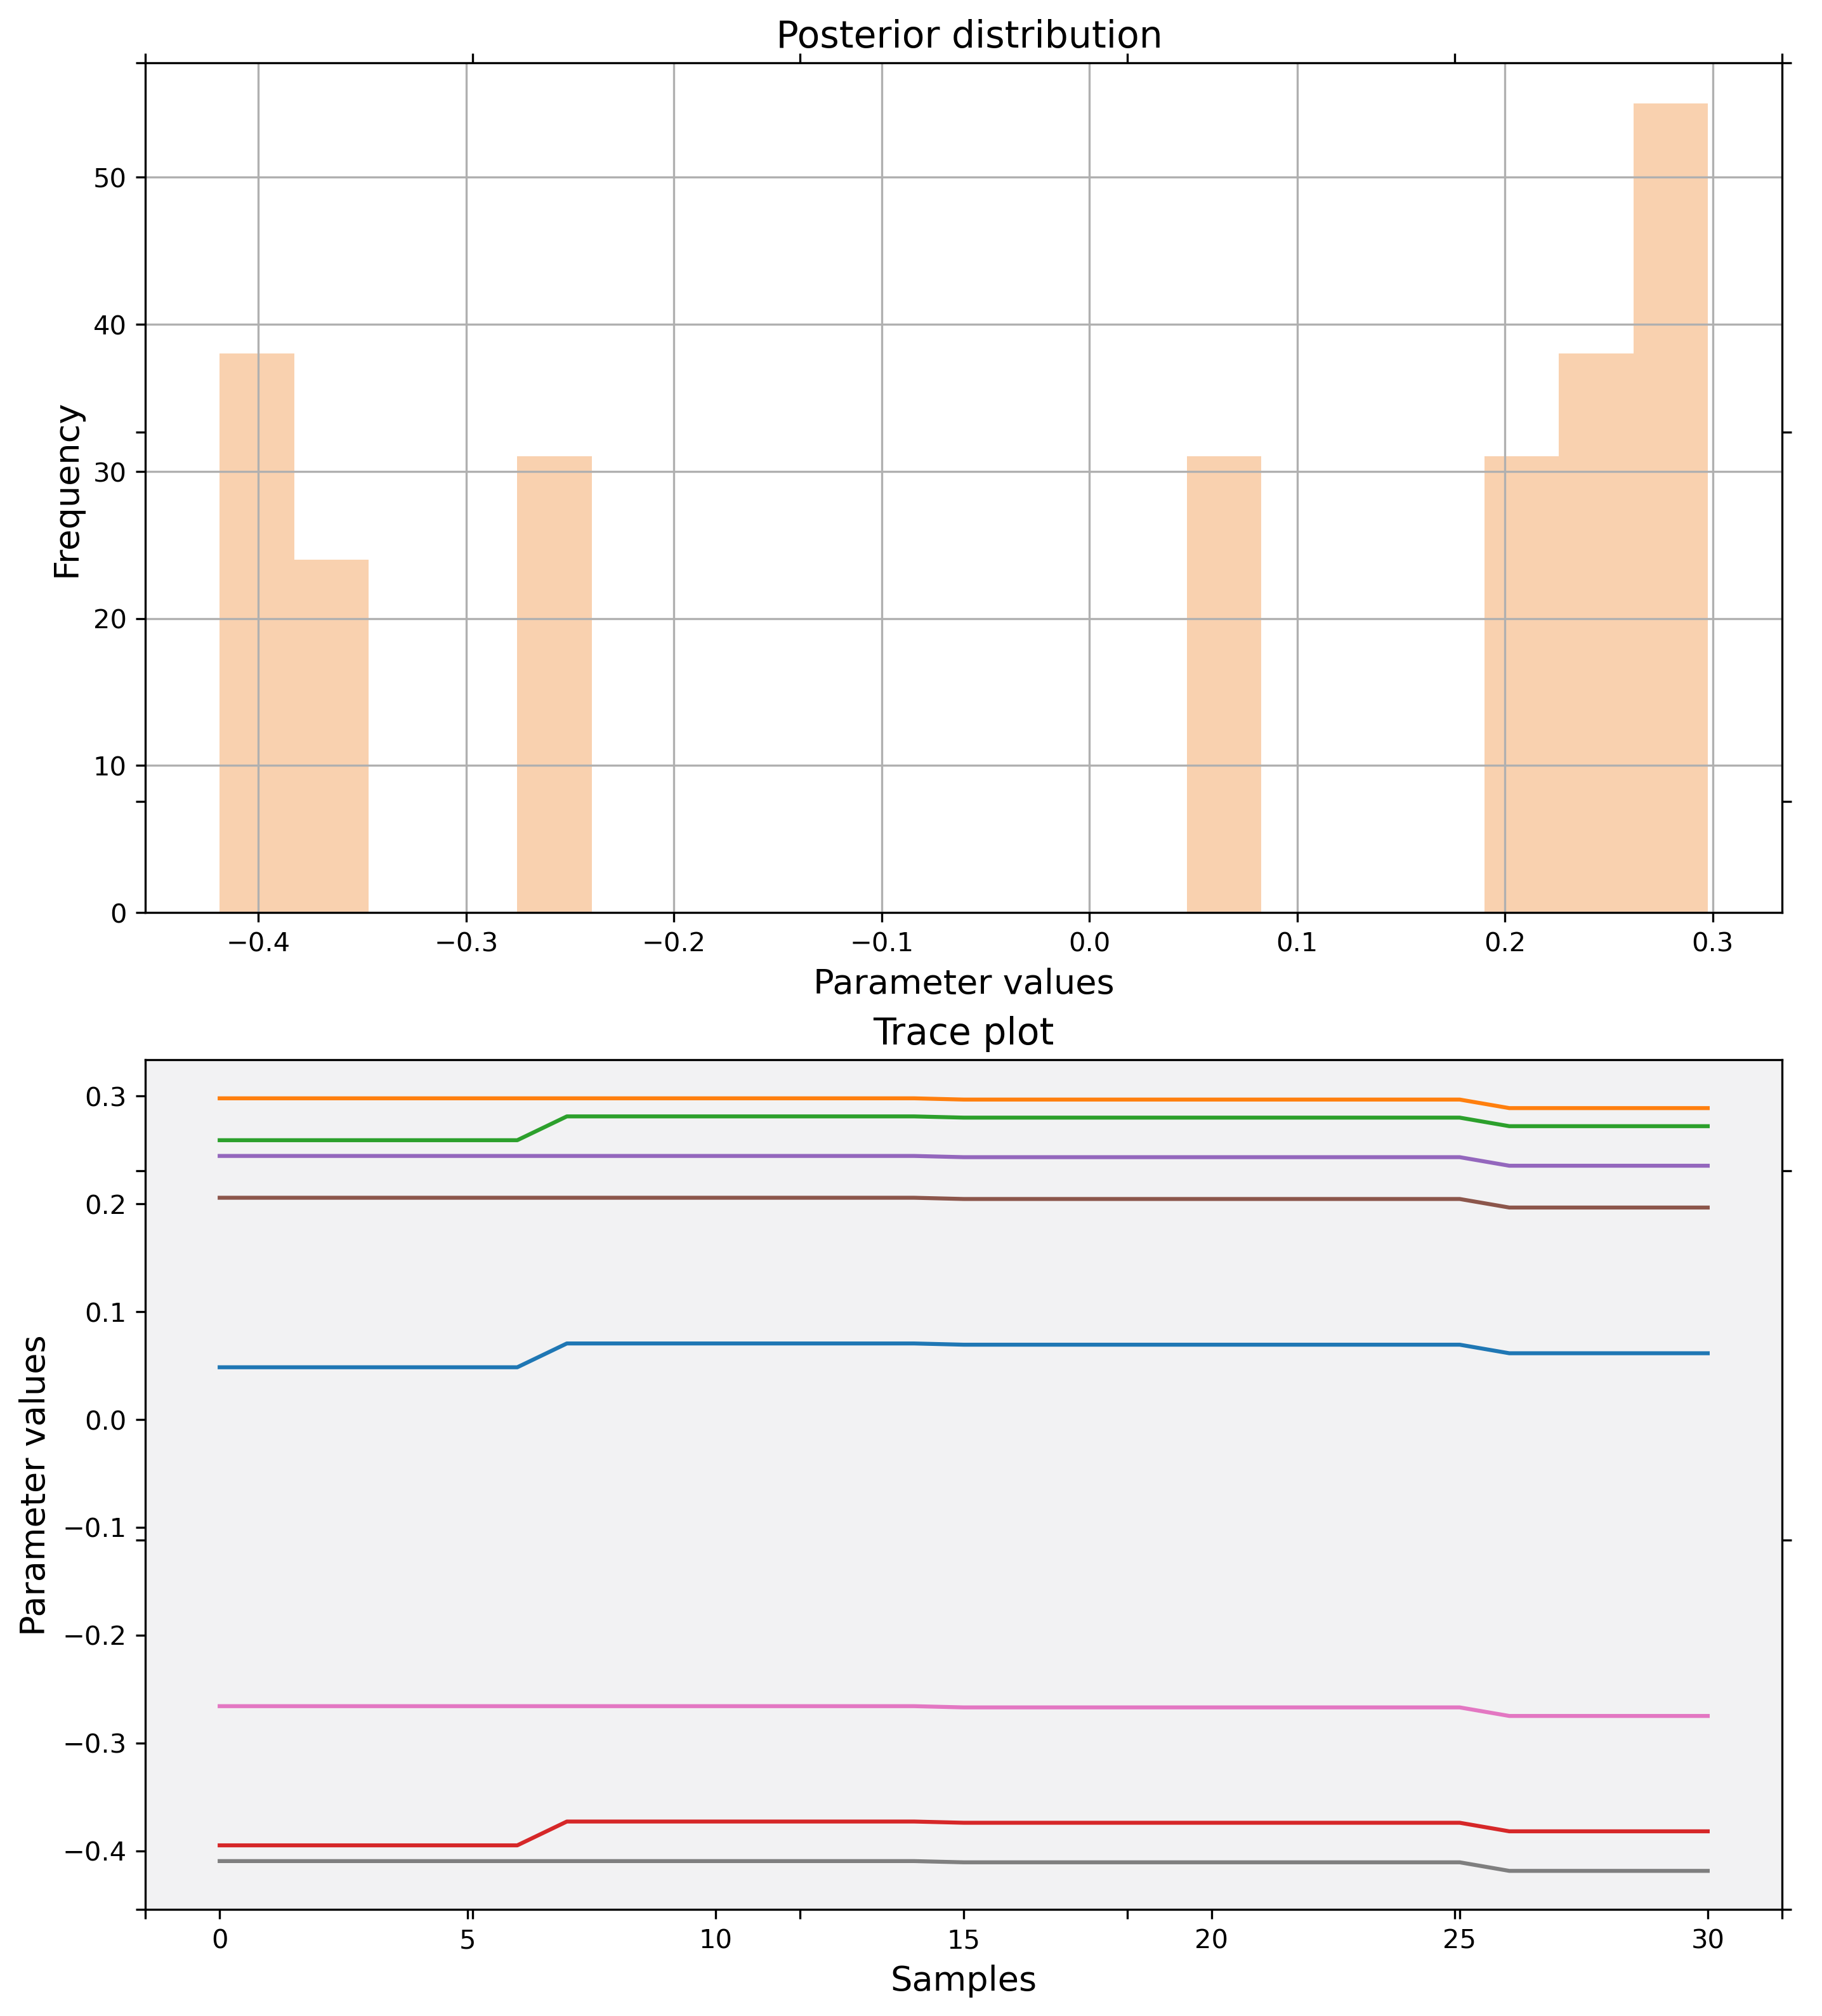 Posterior distribution
Frequency
50
40
30
20
10
0
−0.4 −0.3 −0.2 −0.1 0.0 0.1 0.2 0.3
Parameter values
Trace plot
Parameter values
0.3
0.2
0.1
0.0
−0.1
−0.2
−0.3
−0.4
0 5 10 15 20 25 30
Samples